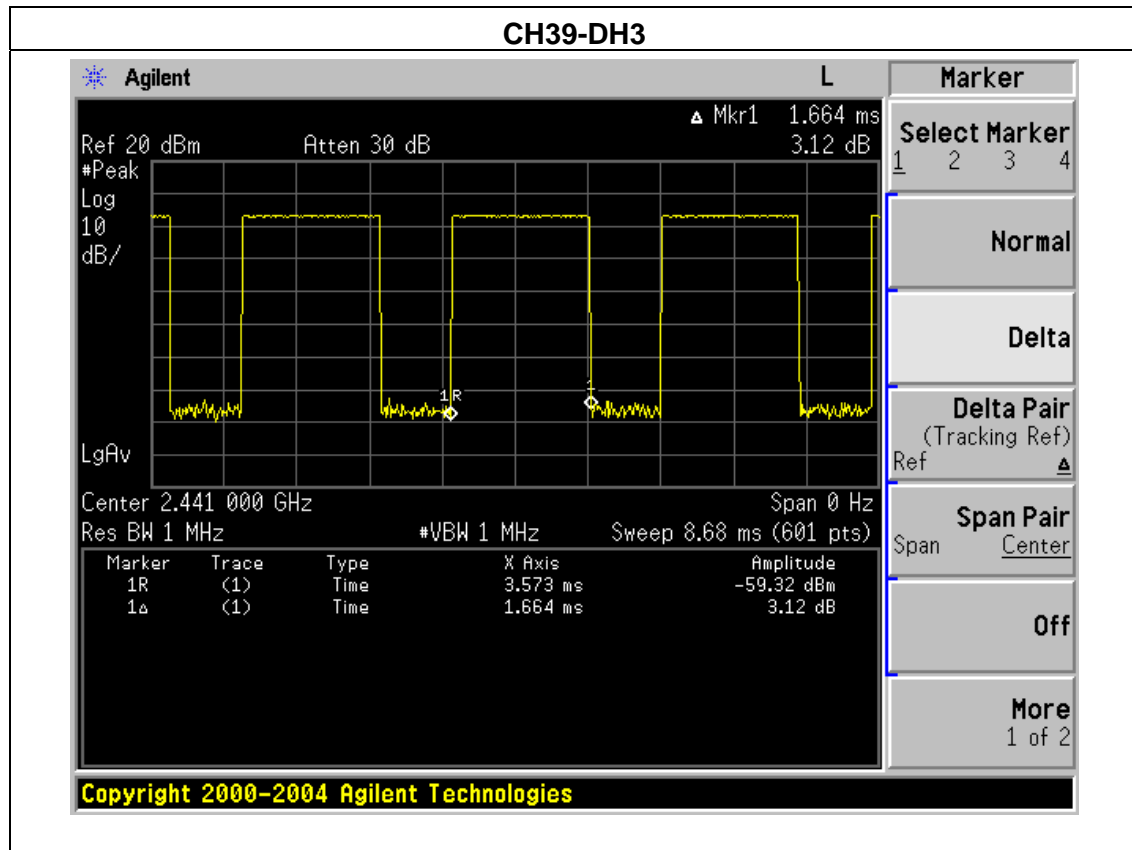 CH39-DH3
Agilent L Marker
Δ Mkr1 1.664 ms
Ref 20 dBm Atten 30 dB 3.12 dB
#Peak
Log
10
dB/
1R
1
LgAv
Center 2.441 000 GHz Span 0 Hz
Res BW 1 MHz #VBW 1 MHz Sweep 8.68 ms (601 pts)
Marker Trace Type X Axis Amplitude
1R (1) Time 3.573 ms -59.32 dBm
1Δ (1) Time 1.664 ms 3.12 dB
Select Marker
1 2 3 4
Normal
Delta
Delta Pair
(Tracking Ref)
Ref Δ
Span Pair
Span Center
Off
More
1 of 2
Copyright 2000-2004 Agilent Technologies